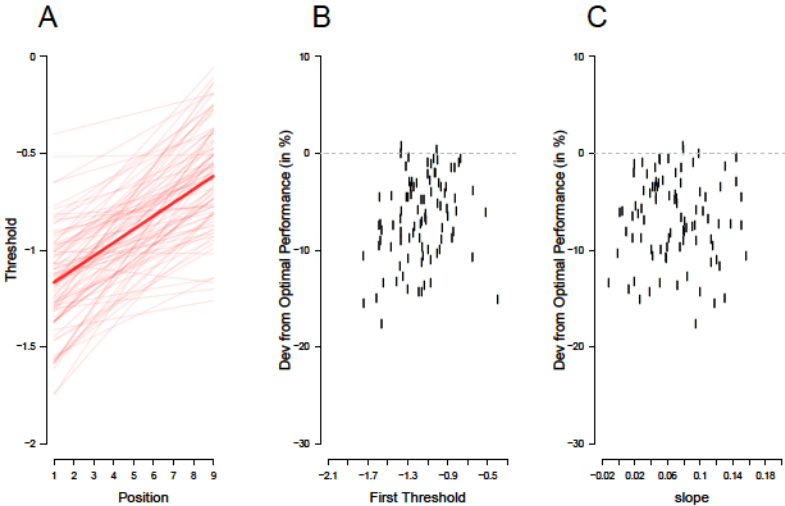 A
B
C
0
−0.5
−1
−1.5
−2
Threshold
1 2 3 4 5 6 7 8 9
Position
10
0
−10
−20
−30
Dev from Optimal Performance (in %)
−2.1 −1.7 −1.3 −0.9 −0.5
First Threshold
10
0
−10
−20
−30
Dev from Optimal Performance (in %)
−0.02 0.02 0.06 0.1 0.14 0.18
slope